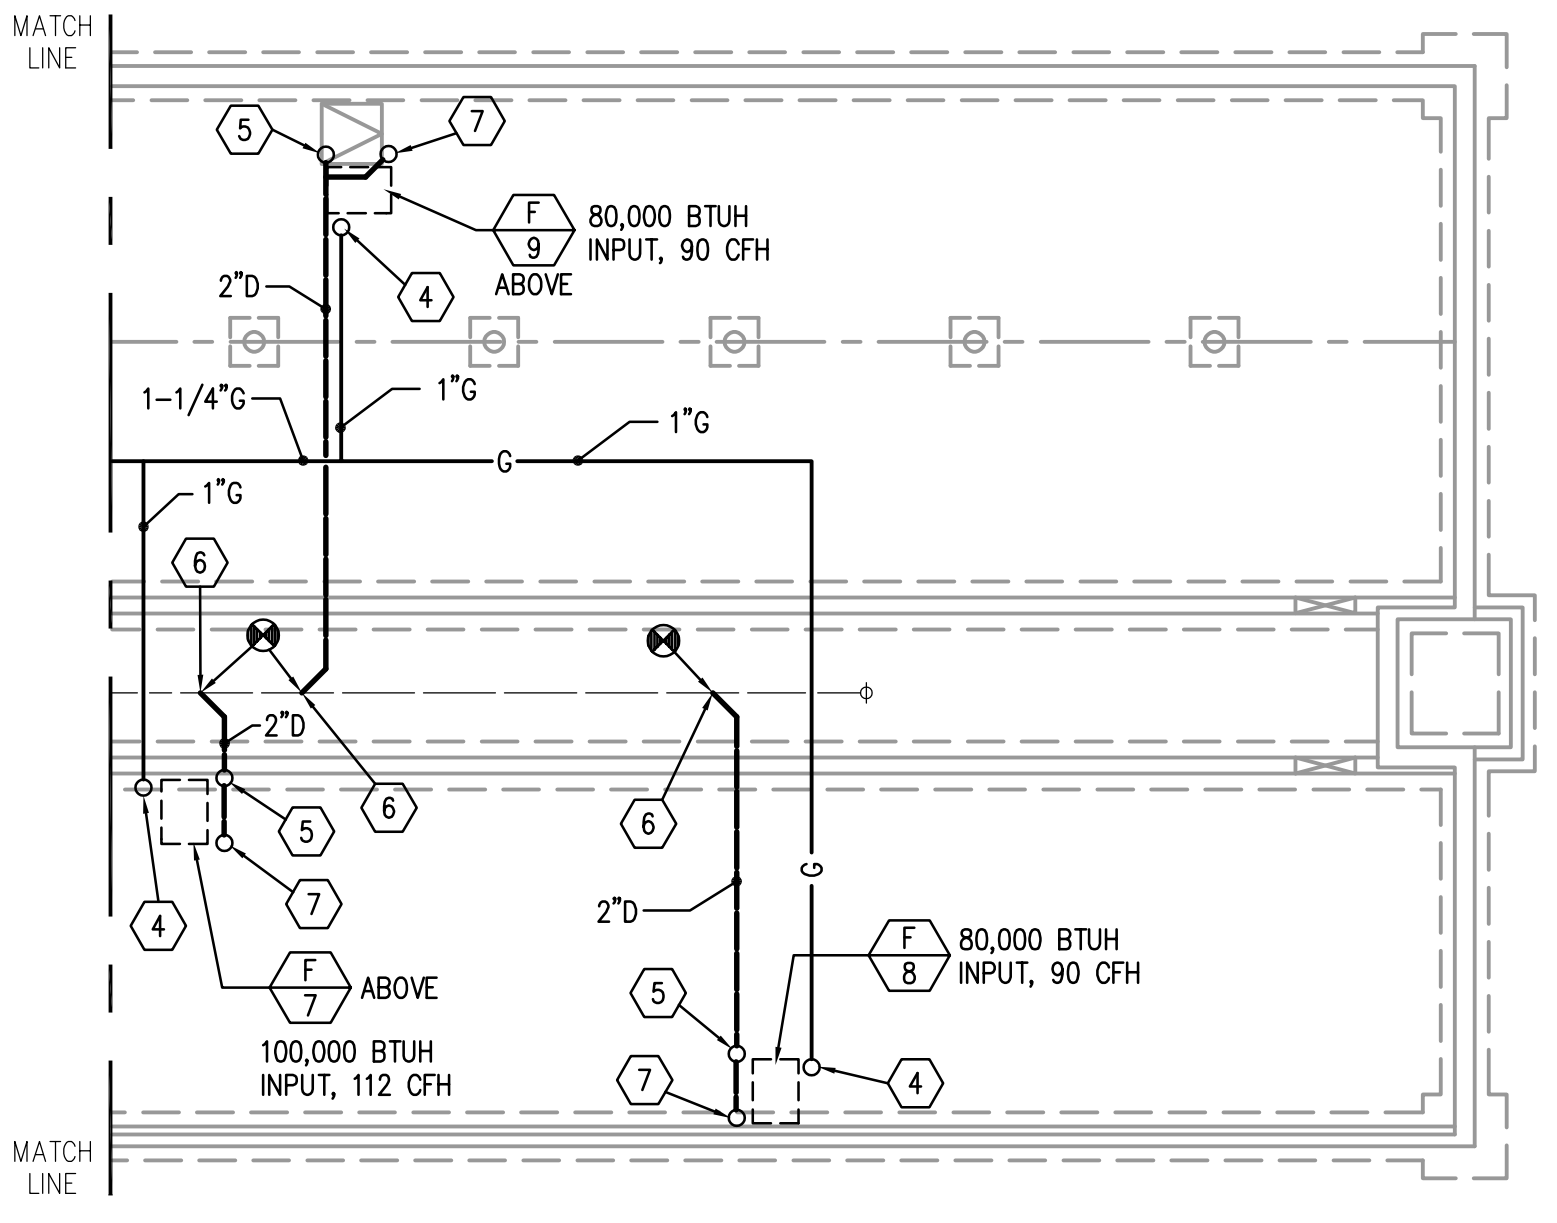 MATCH
LINE
5
7
F
9
ABOVE
80,000 BTUH
INPUT, 90 CFH
2"D
4
1-1/4"G
1"G
1"G
G
1"G
6
2"D
6
5
6
7
4
G
2"D
F
7
ABOVE
100,000 BTUH
INPUT, 112 CFH
F
8
80,000 BTUH
INPUT, 90 CFH
5
7
4
MATCH
LINE